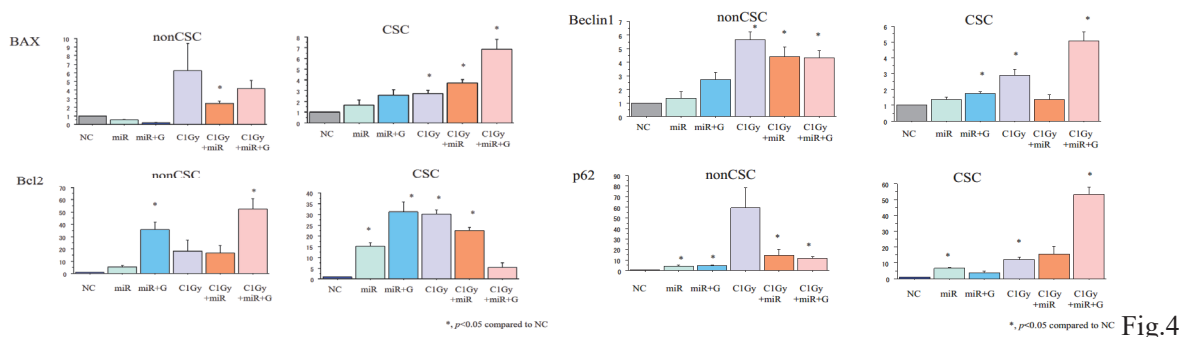 BAX
nonCSC
10
9
8
7
6
5
4
3
2
1
0
NC miR miR+G C1Gy C1Gy +miR C1Gy +miR+G
*
CSC
8
7
6
5
4
3
2
1
0
NC miR miR+G C1Gy C1Gy +miR C1Gy +miR+G
* * *
Beclin1
nonCSC
7
6
5
4
3
2
1
0
NC miR miR+G C1Gy C1Gy +miR C1Gy +miR+G
* * *
CSC
6
5
4
3
2
1
0
NC miR miR+G C1Gy C1Gy +miR C1Gy +miR+G
* * *
Bcl2
nonCSC
70
60
50
40
30
20
10
0
NC miR miR+G C1Gy C1Gy +miR C1Gy +miR+G
* *
CSC
40
35
30
25
20
15
10
5
0
NC miR miR+G C1Gy C1Gy +miR C1Gy +miR+G
* * * *
*, p<0.05 compared to NC
p62
nonCSC
90
80
70
60
50
40
30
20
10
0
NC miR miR+G C1Gy C1Gy +miR C1Gy +miR+G
* * * *
CSC
60
50
40
30
20
10
0
NC miR miR+G C1Gy C1Gy +miR C1Gy +miR+G
* * *
*, p<0.05 compared to NC
Fig.4